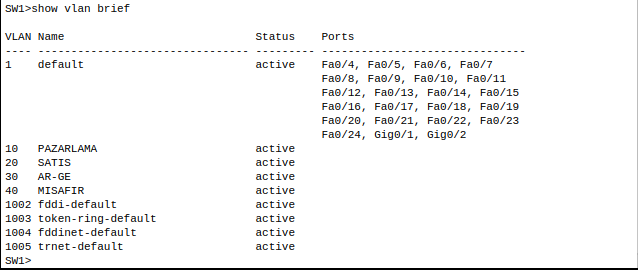 SW1>show vlan brief
VLAN Name                             Status    Ports
---- -------------------------------- --------- -------------------------------
1    default                          active    Fa0/4, Fa0/5, Fa0/6, Fa0/7
                                                Fa0/8, Fa0/9, Fa0/10, Fa0/11
                                                Fa0/12, Fa0/13, Fa0/14, Fa0/15
                                                Fa0/16, Fa0/17, Fa0/18, Fa0/19
                                                Fa0/20, Fa0/21, Fa0/22, Fa0/23
                                                Fa0/24, Gig0/1, Gig0/2
10   PAZARLAMA                        active
20   SATIS                            active
30   AR-GE                            active
40   MISAFIR                          active
1002 fddi-default                     active
1003 token-ring-default               active
1004 fddinet-default                  active
1005 trnet-default                    active
SW1>